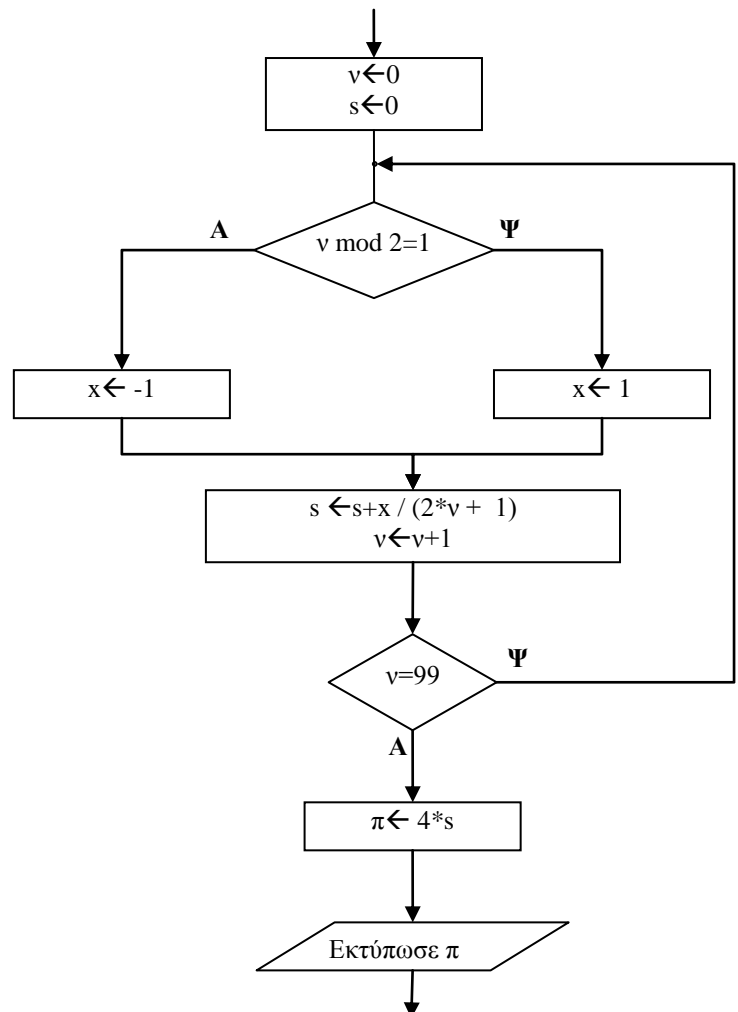 ν←0
s←0
Α
ν mod 2=1
Ψ
x← -1
x← 1
s ←s+x / (2*ν + 1)
ν←ν+1
ν=99
Ψ
Α
π← 4*s
Εκτύπωσε π